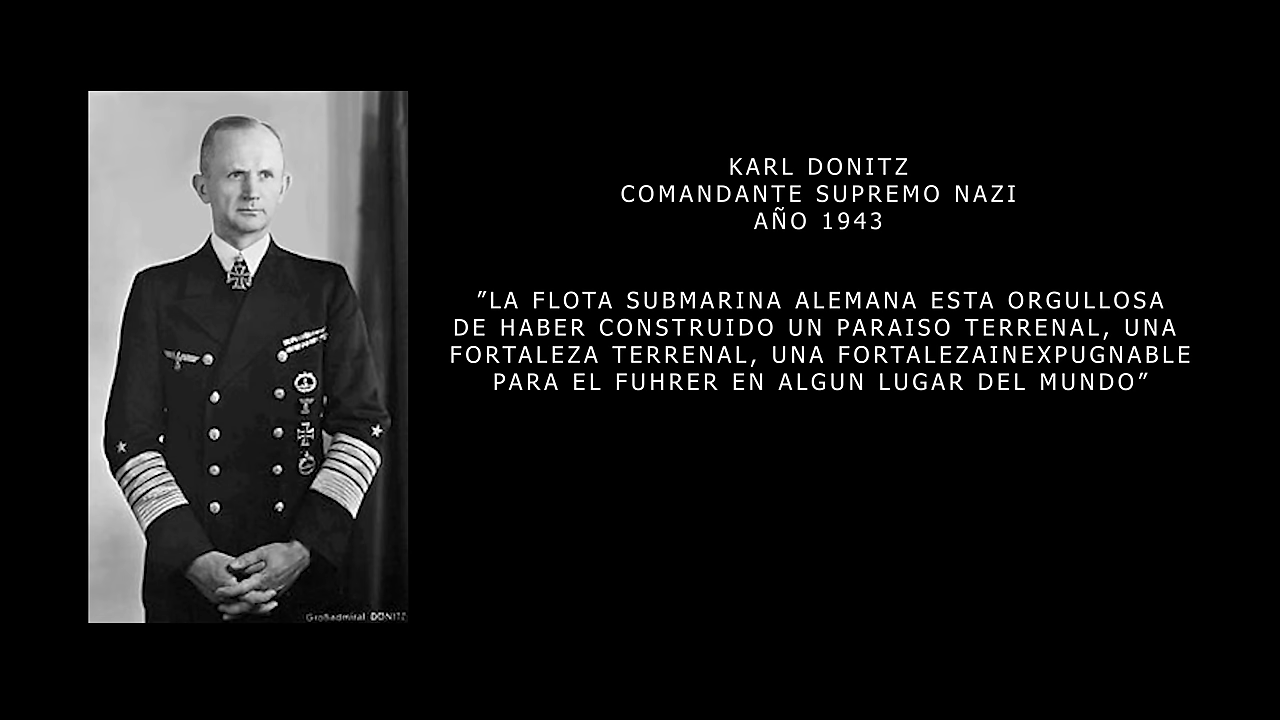 KARL DONITZ
COMANDANTE SUPREMO NAZI
AÑO 1943
"LA FLOTA SUBMARINA ALEMANA ESTA ORGULLOSA
DE HABER CONSTRUIDO UN PARAISO TERRENAL, UNA
FORTALEZA TERRENAL, UNA FORTALEZAINEXPUGNABLE
PARA EL FUHRER EN ALGUN LUGAR DEL MUNDO"
Großadmiral DÖNITZ